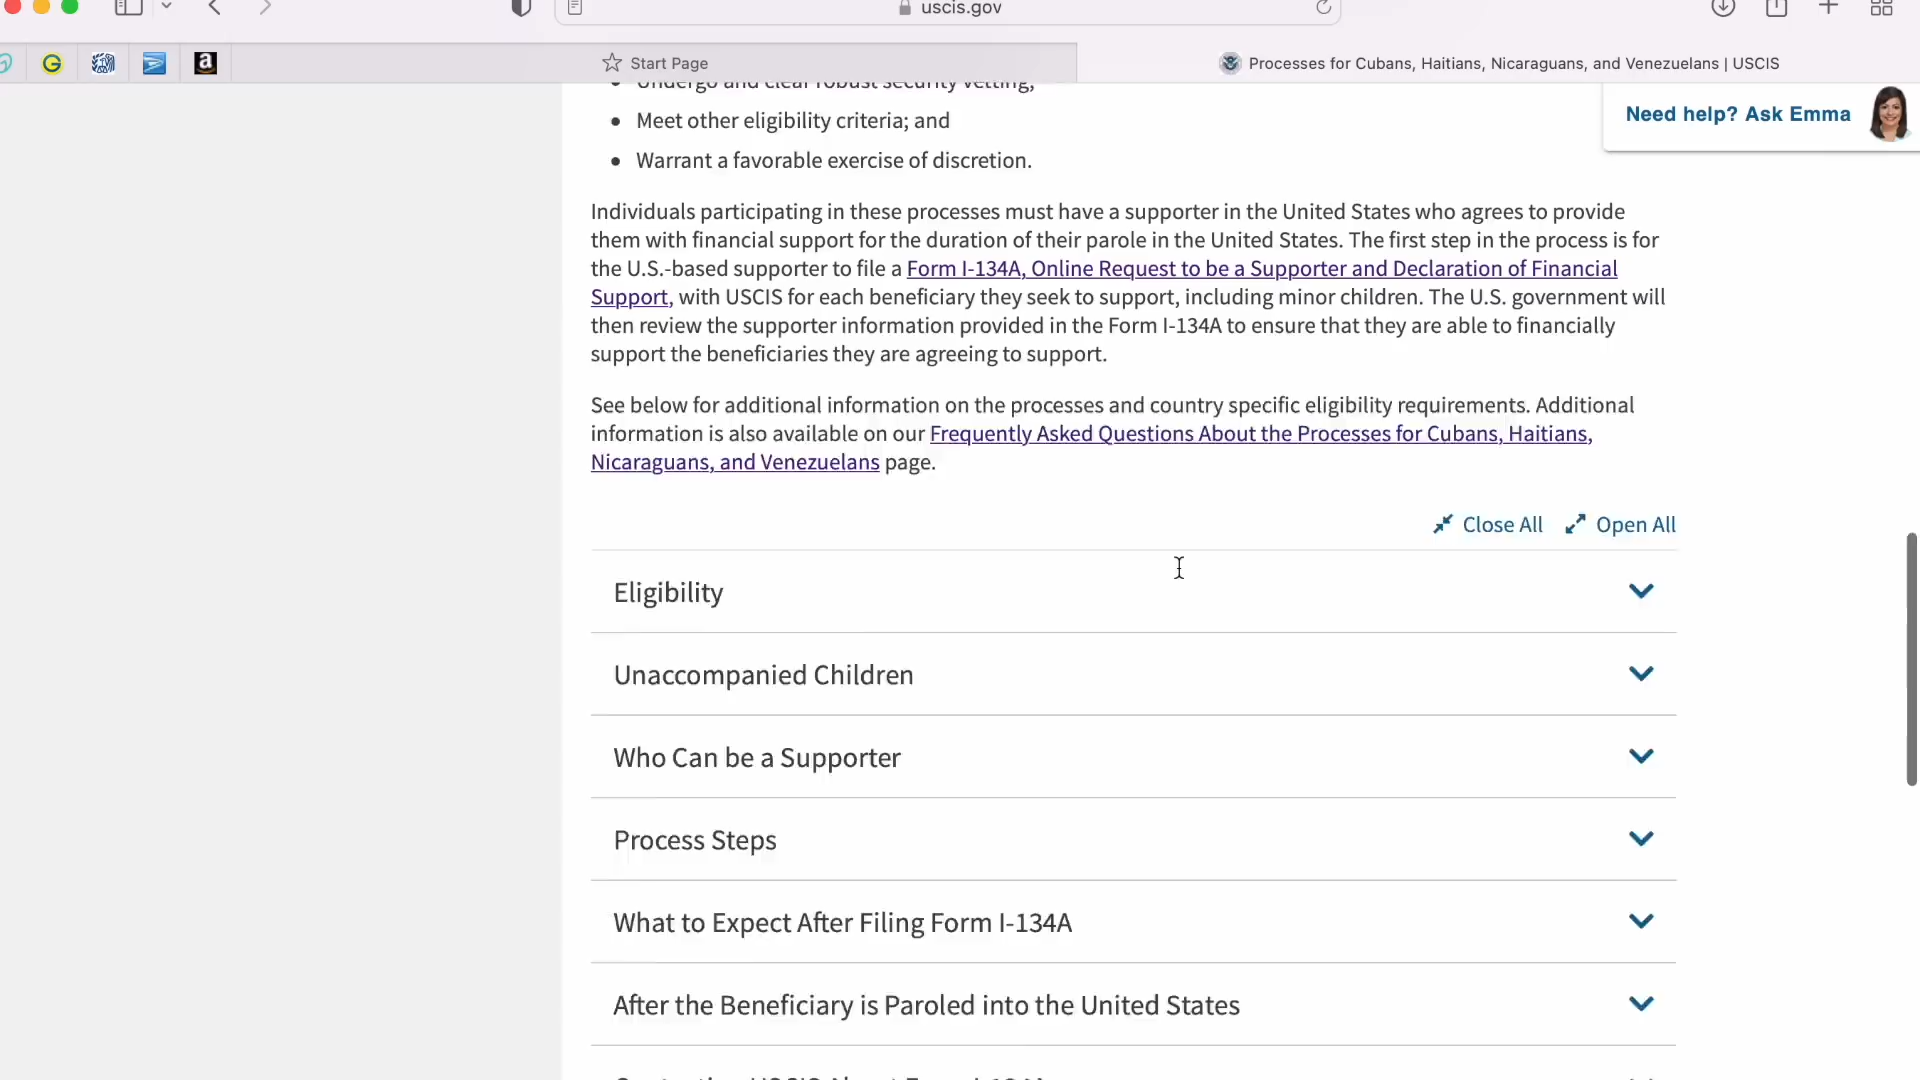 uscis.gov
Start Page
Processes for Cubans, Haitians, Nicaraguans, and Venezuelans | USCIS
Undergo and clear robust security vetting;
Need help? Ask Emma
• Meet other eligibility criteria; and
• Warrant a favorable exercise of discretion.
Individuals participating in these processes must have a supporter in the United States who agrees to provide
them with financial support for the duration of their parole in the United States. The first step in the process is for
the U.S.-based supporter to file a Form I-134A, Online Request to be a Supporter and Declaration of Financial
Support, with USCIS for each beneficiary they seek to support, including minor children. The U.S. government will
then review the supporter information provided in the Form I-134A to ensure that they are able to financially
support the beneficiaries they are agreeing to support.
See below for additional information on the processes and country specific eligibility requirements. Additional
information is also available on our Frequently Asked Questions About the Processes for Cubans, Haitians,
Nicaraguans, and Venezuelans page.
Close All Open All
Eligibility
Unaccompanied Children
Who Can be a Supporter
Process Steps
What to Expect After Filing Form I-134A
After the Beneficiary is Paroled into the United States